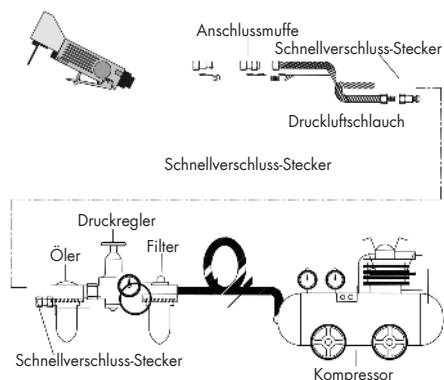 Anschlussmuffe
Schnellverschluss-Stecker
Druckluftschlauch
Schnellverschluss-Stecker
Druckregler
Öler
Filter
Schnellverschluss-Stecker
Kompressor